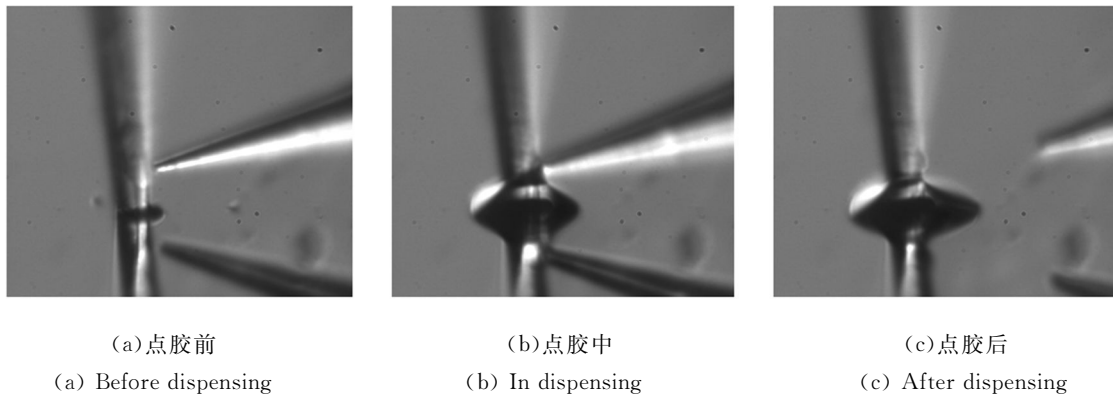 (a)点胶前
(b)点胶中
(c)点胶后
(a) Before dispensing
(b) In dispensing
(c) After dispensing